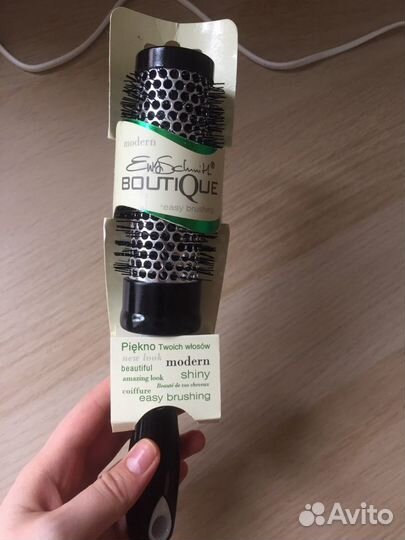 modern
Ewa Schmitt®
BOUTIQUE
easy brushing
Piękno Twoich włosów
new look modern
beautiful
amazing look shiny
Beauté de tes cheveux
coiffure
easy brushing
Avito